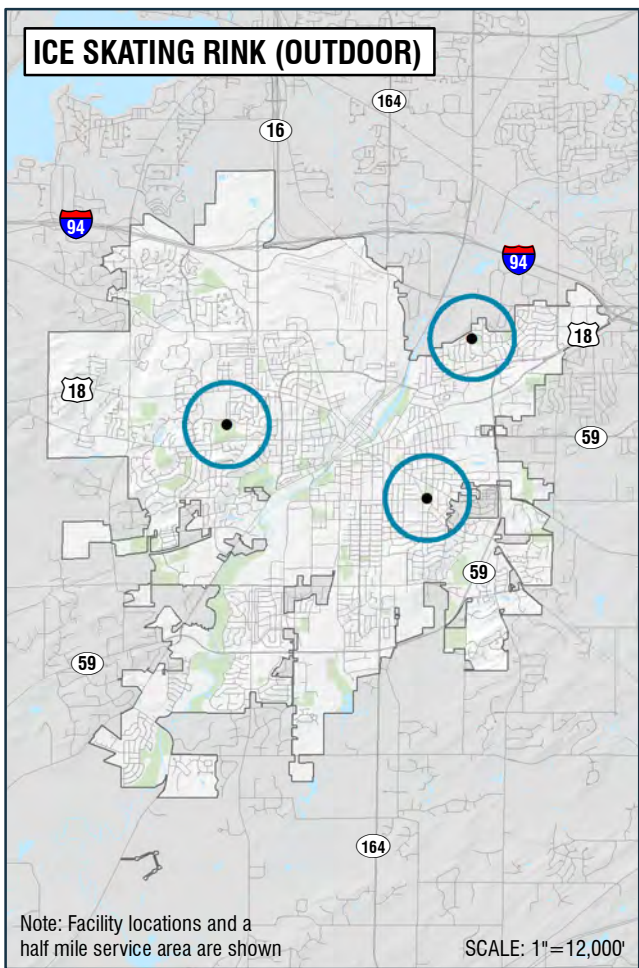 ICE SKATING RINK (OUTDOOR)
164
16
94
94
18
18
59
59
59
164
Note: Facility locations and a
half mile service area are shown
SCALE: 1"=12,000'